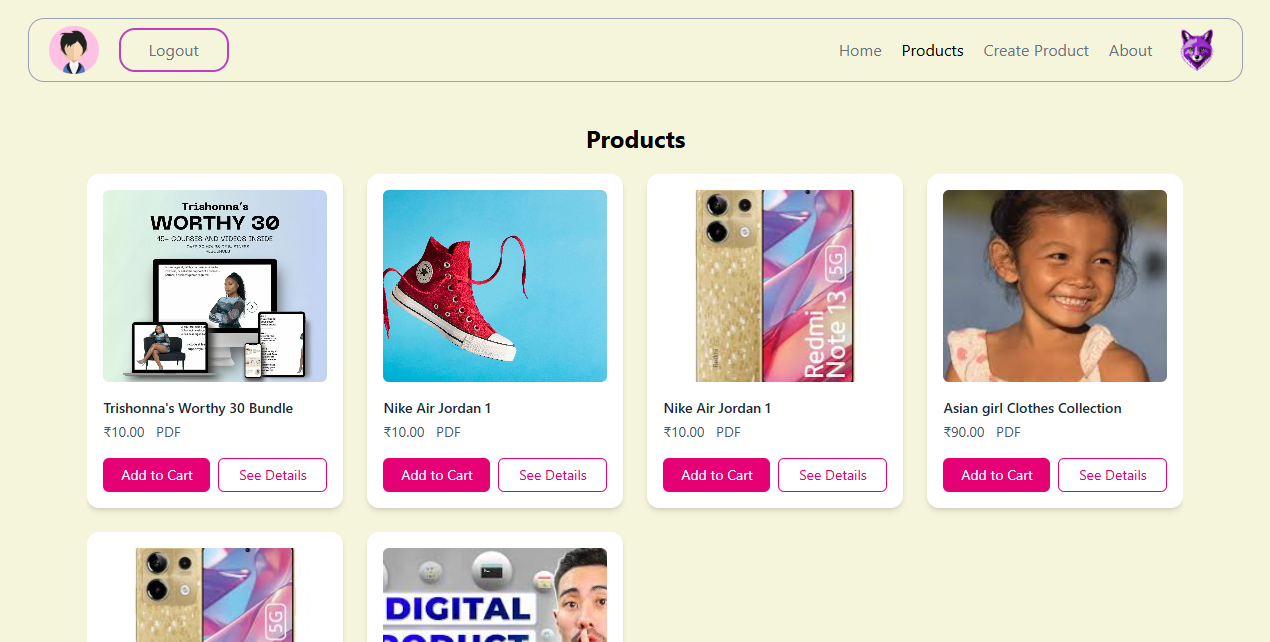 Logout
Home
Products
Create Product
About
Products
Trishonna's
WORTHY 30
15+ COURSES AND VIDEOS INSIDE
Trishonna's Worthy 30 Bundle
₹10.00 PDF
Add to Cart
See Details
Nike Air Jordan 1
₹10.00 PDF
Add to Cart
See Details
Redmi
Note 13 5G
Redmi
Nike Air Jordan 1
₹10.00 PDF
Add to Cart
See Details
Asian girl Clothes Collection
₹90.00 PDF
Add to Cart
See Details
5G
DIGITAL
PRODUCT